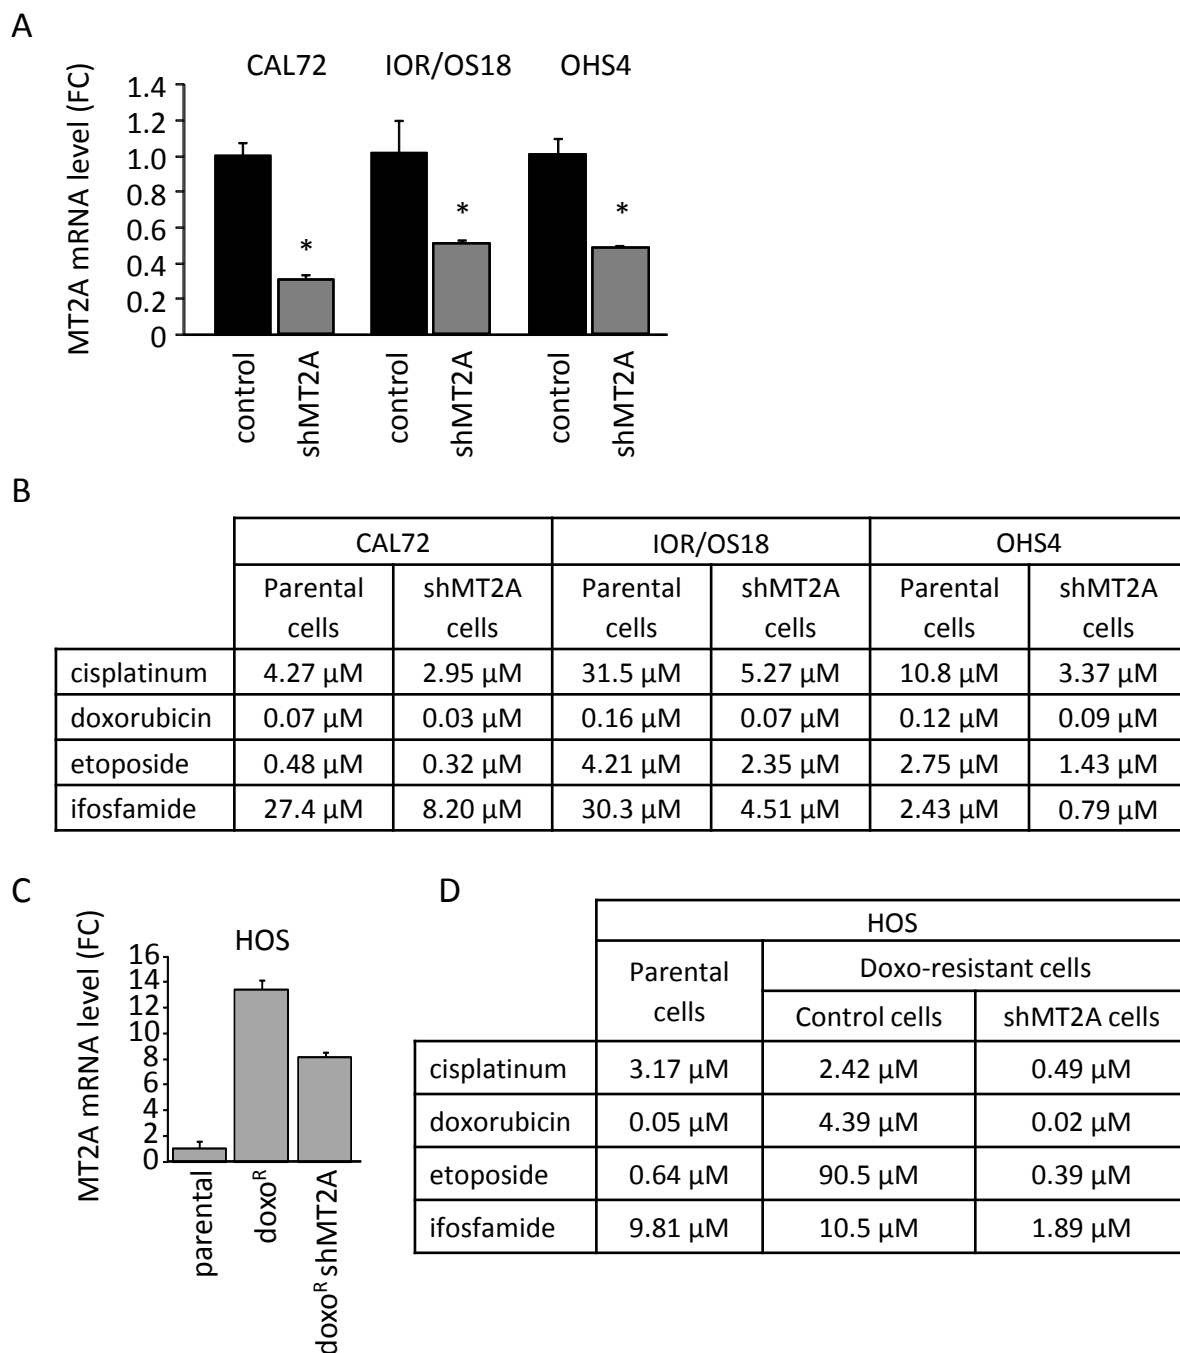 A
CAL72 IOR/OS18 OHS4
MT2A mRNA level (FC)
1.4
1.2
1.0
0.8
0.6
0.4
0.2
0
* * *
control shMT2A control shMT2A control shMT2A
B
CAL72 IOR/OS18 OHS4
Parental cells shMT2A cells Parental cells shMT2A cells Parental cells shMT2A cells
cisplatinum 4.27 µM 2.95 µM 31.5 µM 5.27 µM 10.8 µM 3.37 µM
doxorubicin 0.07 µM 0.03 µM 0.16 µM 0.07 µM 0.12 µM 0.09 µM
etoposide 0.48 µM 0.32 µM 4.21 µM 2.35 µM 2.75 µM 1.43 µM
ifosfamide 27.4 µM 8.20 µM 30.3 µM 4.51 µM 2.43 µM 0.79 µM
C
HOS
MT2A mRNA level (FC)
16
14
12
10
8
6
4
2
0
parental doxoᴿ doxoᴿ shMT2A
D
HOS
Parental cells Doxo-resistant cells
Control cells shMT2A cells
cisplatinum 3.17 µM 2.42 µM 0.49 µM
doxorubicin 0.05 µM 4.39 µM 0.02 µM
etoposide 0.64 µM 90.5 µM 0.39 µM
ifosfamide 9.81 µM 10.5 µM 1.89 µM